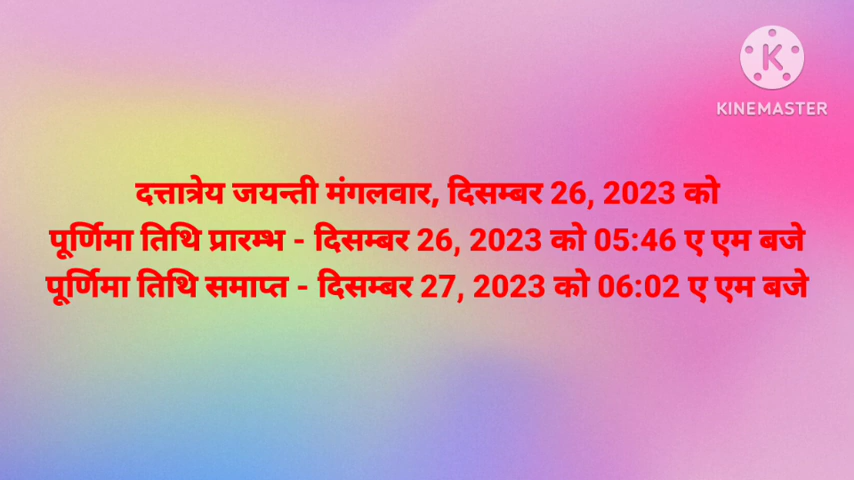 KINEMASTER
दत्तात्रेय जयन्ती मंगलवार, दिसम्बर 26, 2023 को
पूर्णिमा तिथि प्रारम्भ - दिसम्बर 26, 2023 को 05:46 ए एम बजे
पूर्णिमा तिथि समाप्त - दिसम्बर 27, 2023 को 06:02 ए एम बजे